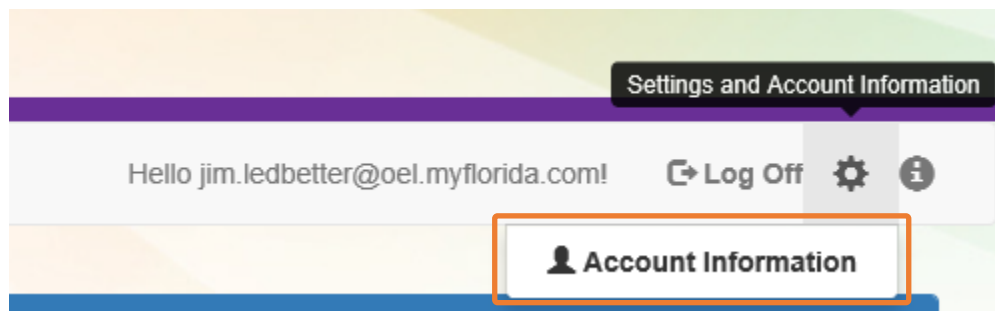 Settings and Account Information
Hello jim.ledbetter@oel.myflorida.com! Log Off
Account Information